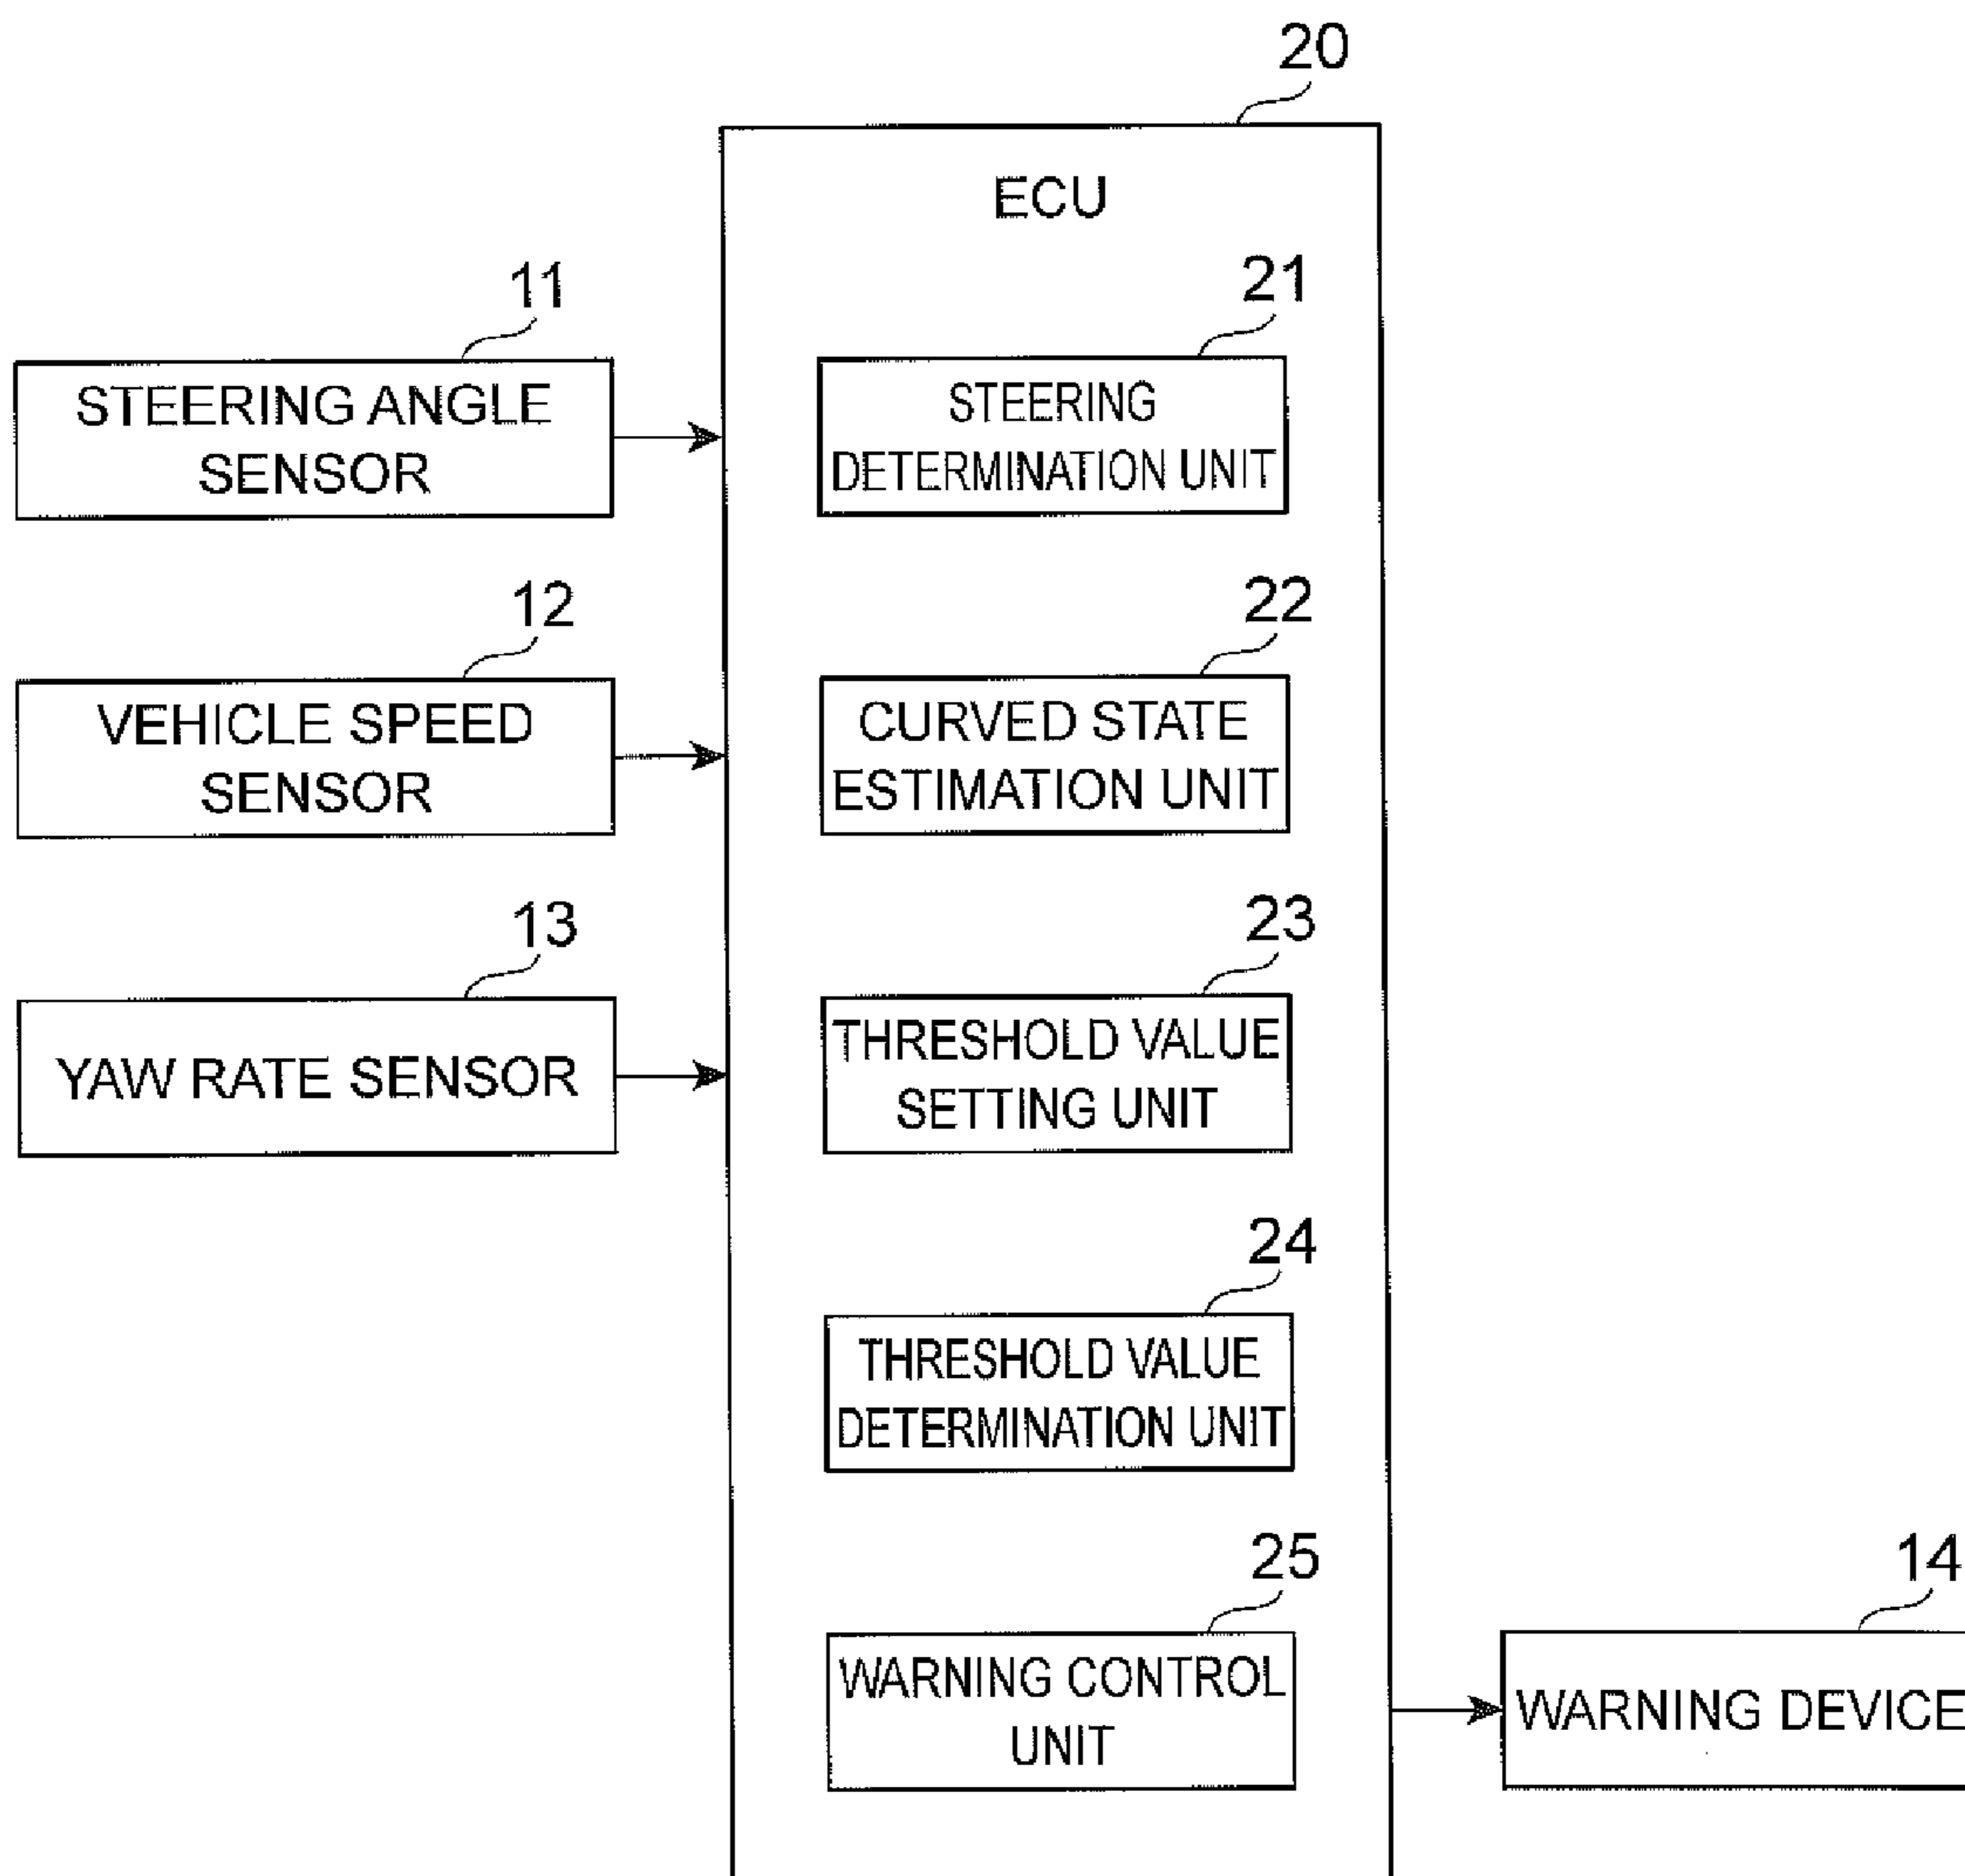 20
ECU
11
STEERING ANGLE
SENSOR
21
STEERING
DETERMINATION UNIT
12
VEHICLE SPEED
SENSOR
22
CURVED STATE
ESTIMATION UNIT
13
YAW RATE SENSOR
23
THRESHOLD VALUE
SETTING UNIT
24
THRESHOLD VALUE
DETERMINATION UNIT
25
WARNING CONTROL
UNIT
14
WARNING DEVICE